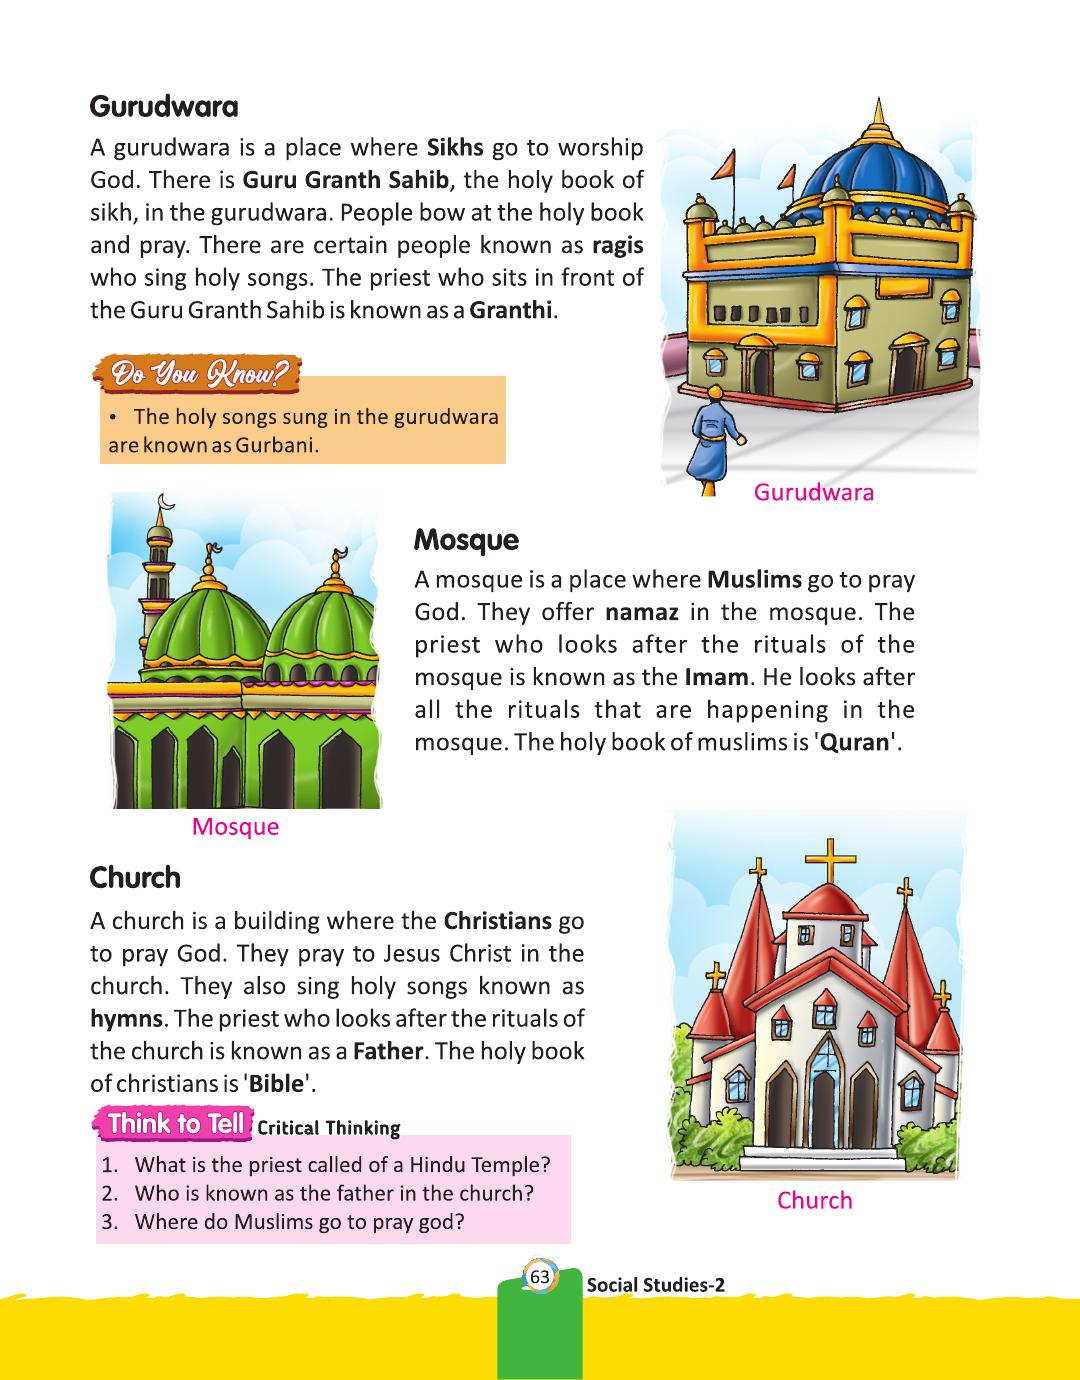 Gurudwara
A gurudwara is a place where Sikhs go to worship
God. There is Guru Granth Sahib, the holy book of
sikh, in the gurudwara. People bow at the holy book
and pray. There are certain people known as ragis
who sing holy songs. The priest who sits in front of
the Guru Granth Sahib is known as a Granthi.
Do You Know?
• The holy songs sung in the gurudwara
are known as Gurbani.
Gurudwara
Mosque
A mosque is a place where Muslims go to pray
God. They offer namaz in the mosque. The
priest who looks after the rituals of the
mosque is known as the Imam. He looks after
all the rituals that are happening in the
mosque. The holy book of muslims is 'Quran'.
Mosque
Church
A church is a building where the Christians go
to pray God. They pray to Jesus Christ in the
church. They also sing holy songs known as
hymns. The priest who looks after the rituals of
the church is known as a Father. The holy book
of christians is 'Bible'.
Church
Think to Tell Critical Thinking
1. What is the priest called of a Hindu Temple?
2. Who is known as the father in the church?
3. Where do Muslims go to pray god?
63
Social Studies-2